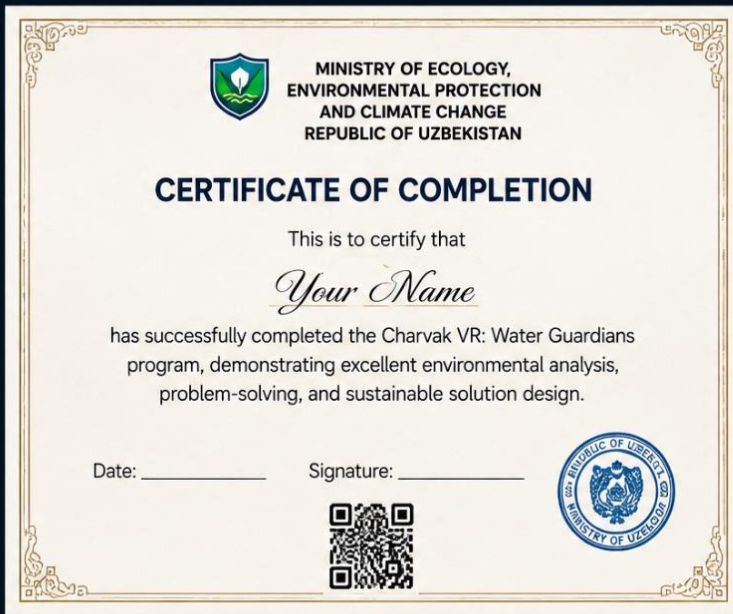 MINISTRY OF ECOLOGY,
ENVIRONMENTAL PROTECTION
AND CLIMATE CHANGE
REPUBLIC OF UZBEKISTAN
CERTIFICATE OF COMPLETION
This is to certify that
Your Name
has successfully completed the Charvak VR: Water Guardians
program, demonstrating excellent environmental analysis,
problem-solving, and sustainable solution design.
Date: Signature: